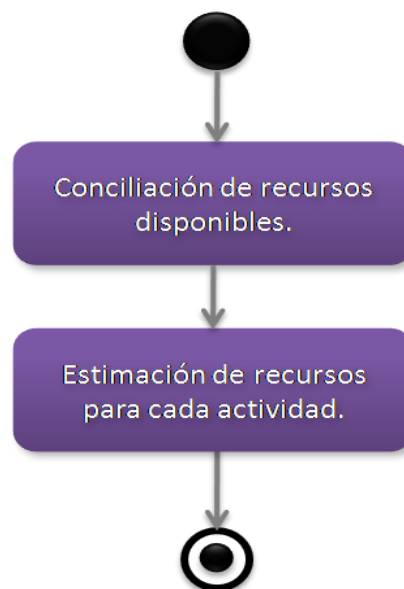 Conciliación de recursos
disponibles.
Estimación de recursos
para cada actividad.